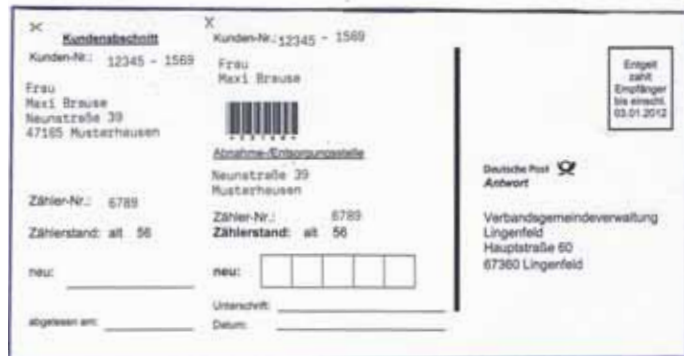 Kundenabschnitt
Kunden-Nr.: 12345 - 1569
Frau
Maxi Brause
Neunstraße 39
47165 Musterhausen
Zähler-Nr.: 6789
Zählerstand: alt 56
neu:
abgelesen am:
Kunden-Nr.: 12345 - 1569
Frau
Maxi Brause
Abnahme-/Entsorgungsstelle
Neunstraße 39
Musterhausen
Zähler-Nr.: 6789
Zählerstand: alt 56
neu:
Unterschrift:
Datum:
Entgelt
zahlt
Empfänger
bis einschl.
03.01.2012
Deutsche Post
Antwort
Verbandsgemeindeverwaltung
Lingenfeld
Hauptstraße 60
67360 Lingenfeld